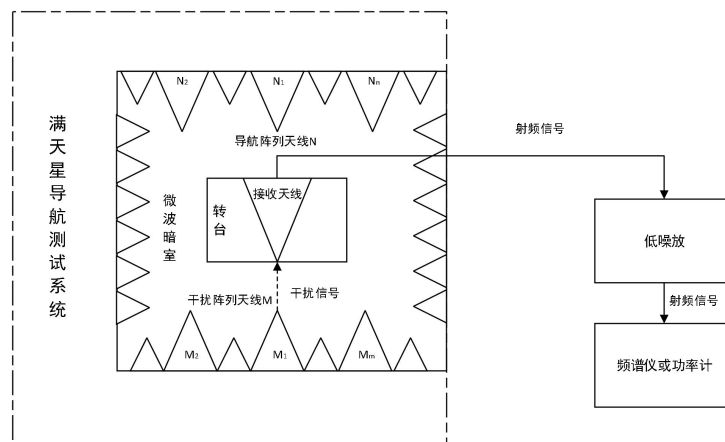 满天星导航测试系统
N₂
N₁
Nₙ
导航阵列天线N
射频信号
微波暗室
转台
接收天线
低噪放
干扰阵列天线M
干扰信号
射频信号
M₂
M₁
Mₘ
频谱仪或功率计